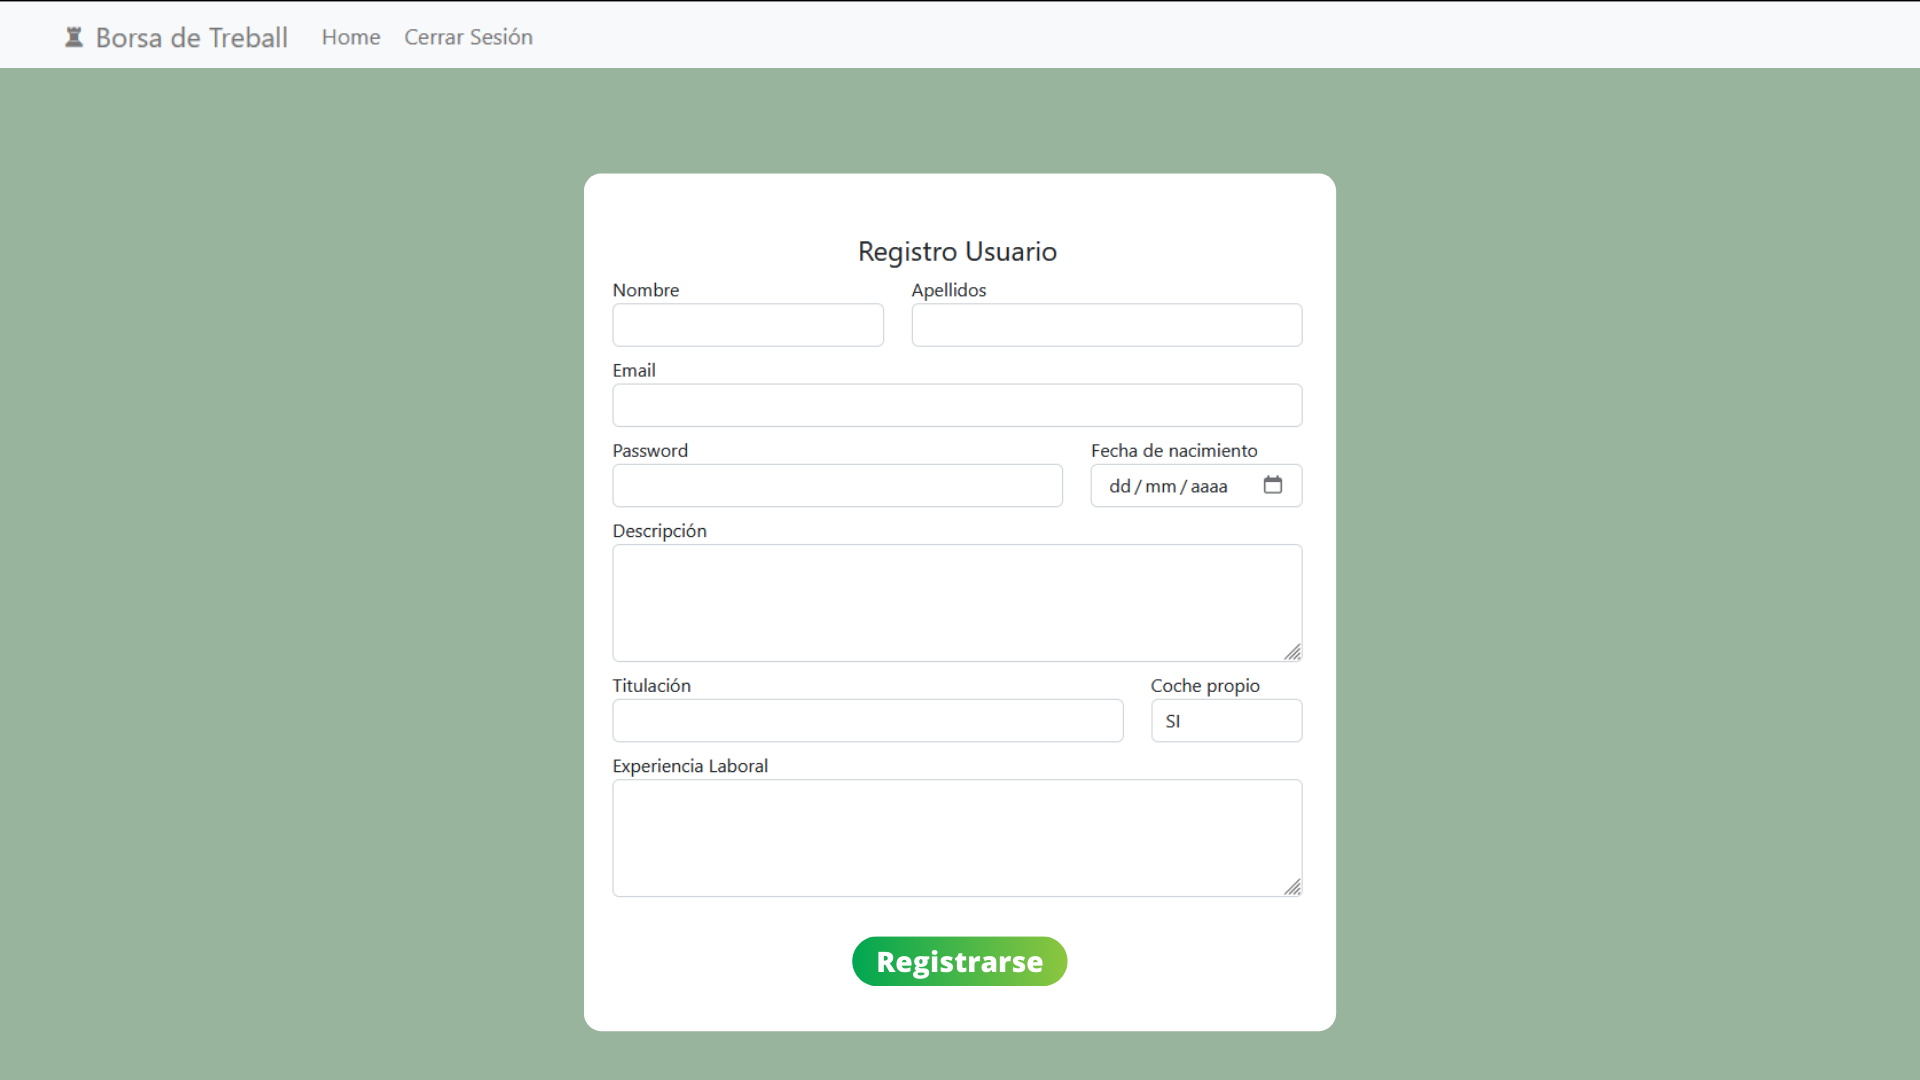 Borsa de Treball Home Cerrar Sesión
Registro Usuario
Nombre Apellidos
Email
Password Fecha de nacimiento
dd/mm/aaaa
Descripción
Titulación Coche propio
SI
Experiencia Laboral
Registrarse